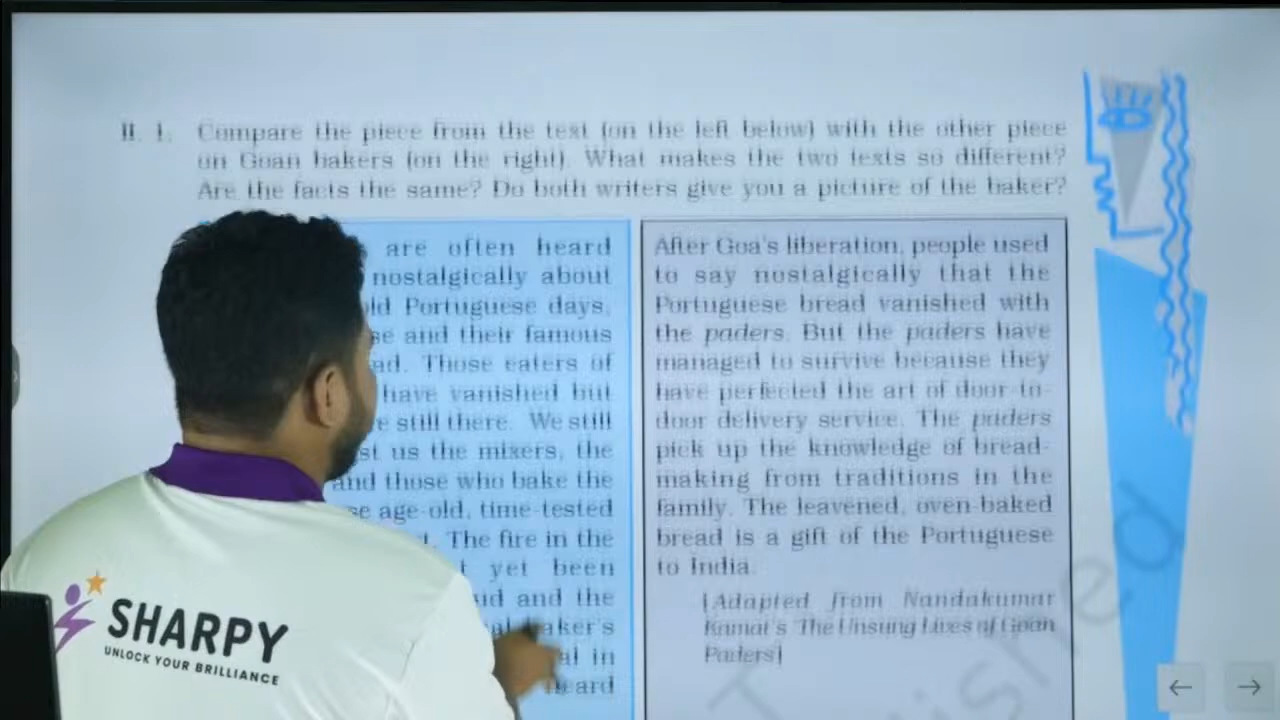 II. 1. Compare the piece from the text (on the left below) with the other piece
on Goan bakers (on the right). What makes the two texts so different?
Are the facts the same? Do both writers give you a picture of the baker?
are often heard
nostalgically about
old Portuguese days,
and their famous
Those eaters of
have vanished but
still there. We still
us the mixers, the
and those who bake the
age-old, time-tested
The fire in the
yet been
and the
baker's
in
heard
After Goa's liberation, people used
to say nostalgically that the
Portuguese bread vanished with
the paders. But the paders have
managed to survive because they
have perfected the art of door-to-
door delivery service. The paders
pick up the knowledge of bread-
making from traditions in the
family. The leavened, oven-baked
bread is a gift of the Portuguese
to India.
[Adapted from Nandakumar
Kamat's 'The Unsung Lives of Goan
Paders']
SHARPY
UNLOCK YOUR BRILLIANCE